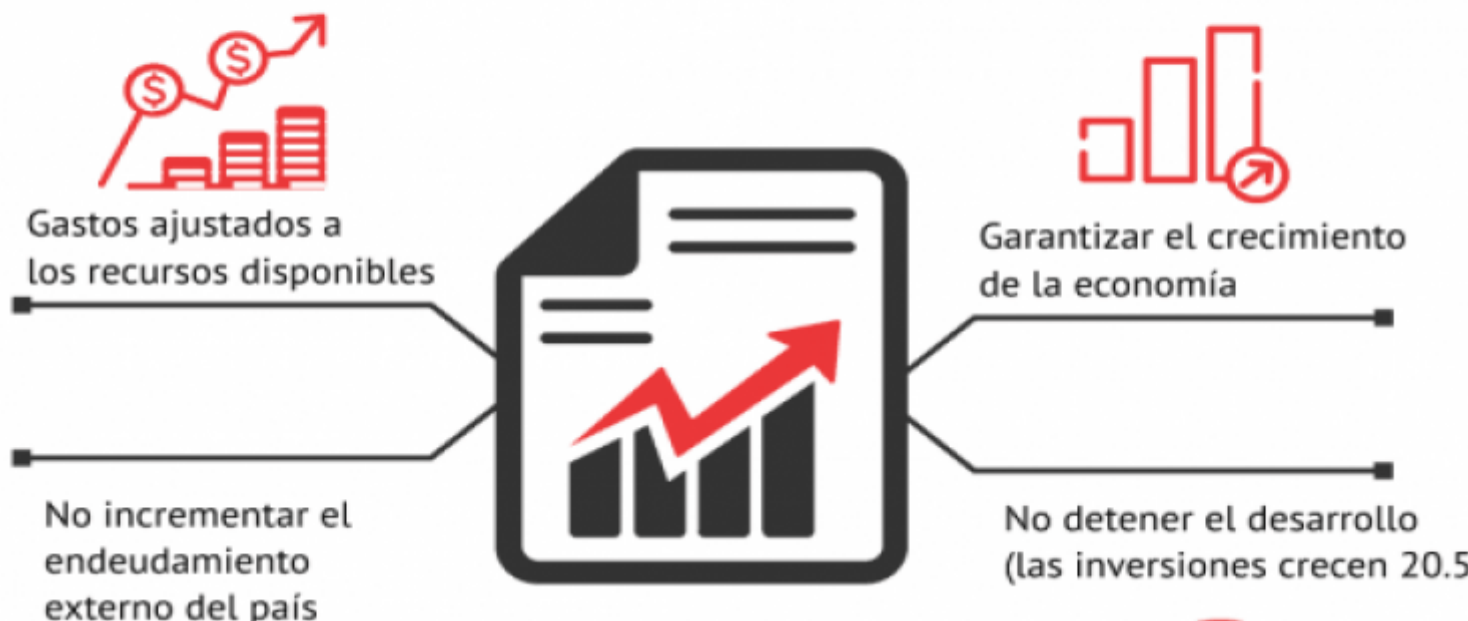 $
$
Gastos ajustados a
los recursos disponibles
Garantizar el crecimiento
de la economía
No incrementar el
endeudamiento
externo del país
No detener el desarrollo
(las inversiones crecen 20.5